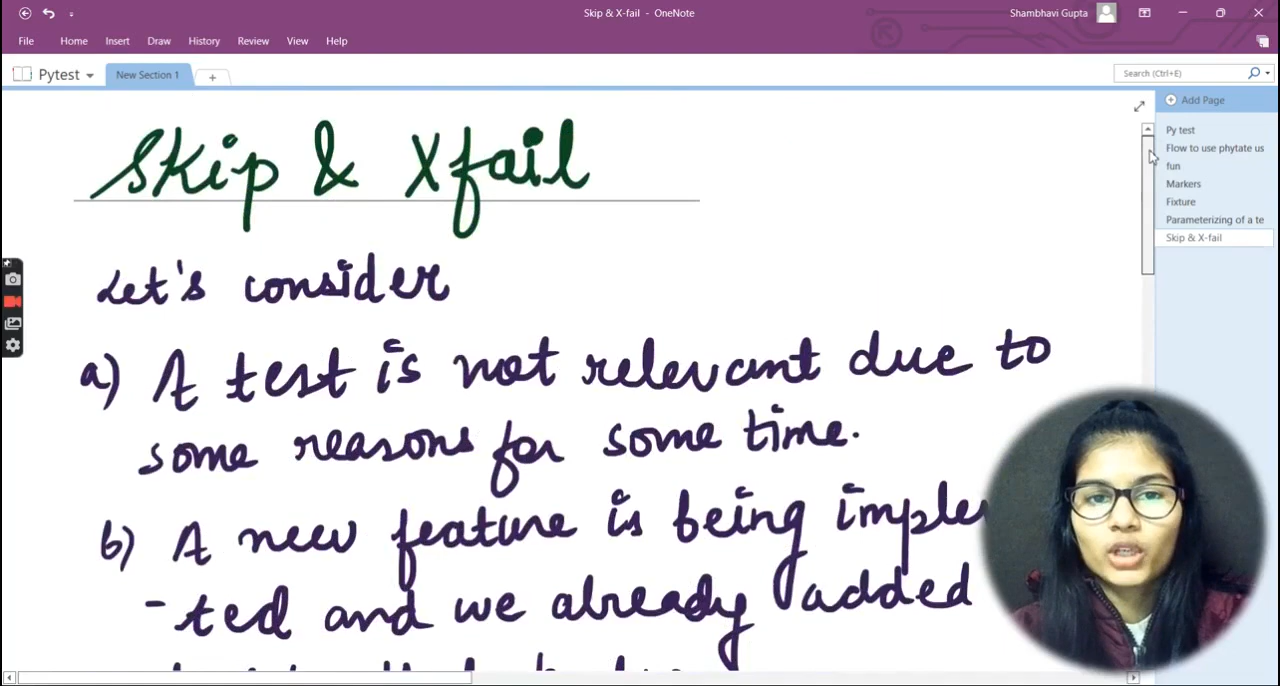 Skip & X-fail - OneNote
Shambhavi Gupta
File Home Insert Draw History Review View Help
Pytest
New Section 1
Search (Ctrl+E)
Add Page
Py test
Flow to use phytate us
fun
Markers
Fixture
Parameterizing of a te
Skip & X-fail
Skip & Xfail
Let's consider
a) A test is not relevant due to
some reasons for some time.
b) A new feature is being implem
- ted and we already added